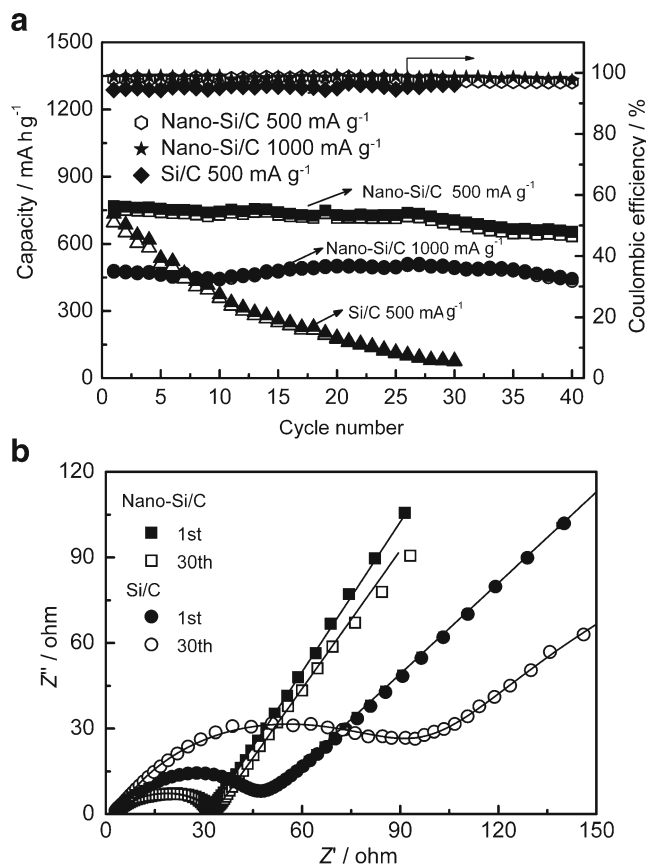 a
1500
1200
900
600
300
0
Capacity / mA h g-1
100
80
60
40
20
0
Coulombic efficiency / %
Nano-Si/C 500 mA g-1
Nano-Si/C 1000 mA g-1
Si/C 500 mA g-1
Nano-Si/C 500 mA g-1
Nano-Si/C 1000 mA g-1
Si/C 500 mA g-1
0 5 10 15 20 25 30 35 40
Cycle number
b
120
90
60
30
0
Z'' / ohm
Nano-Si/C
1st
30th
Si/C
1st
30th
0 30 60 90 120 150
Z' / ohm